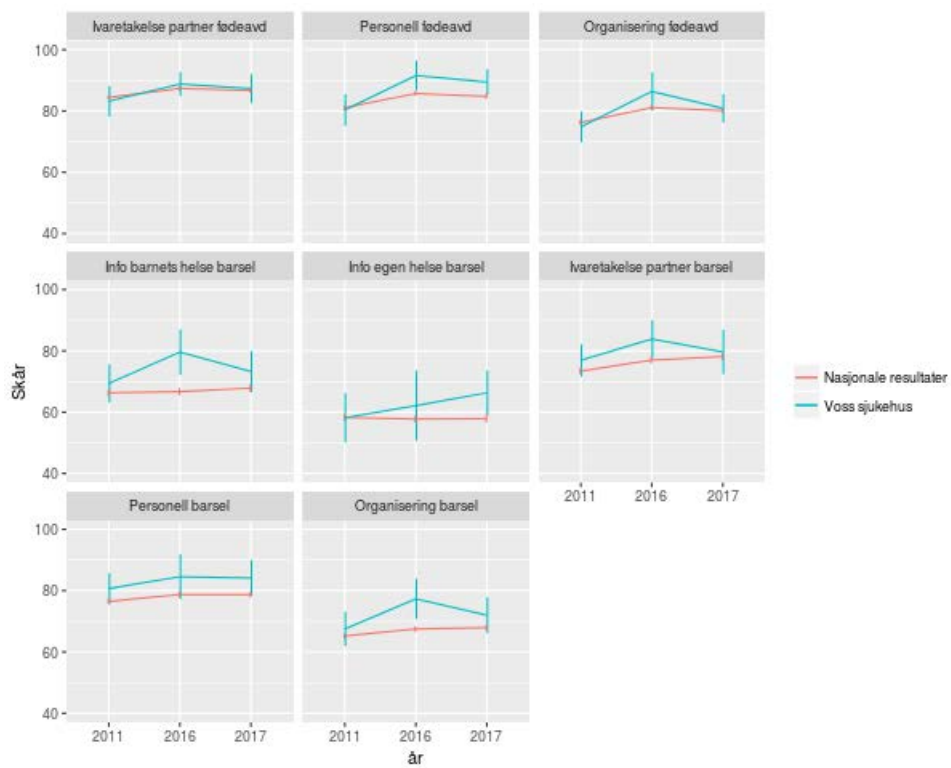 Ivaretakelse partner fødeavd
Personell fødeavd
Organisering fødeavd
100
80
60
40
Info barnets helse barsel
Info egen helse barsel
Ivaretakelse partner barsel
100
80
60
40
Skår
Nasjonale resultater
Voss sjukehus
2011 2016 2017
Personell barsel
Organisering barsel
100
80
60
40
2011 2016 2017
2011 2016 2017
år